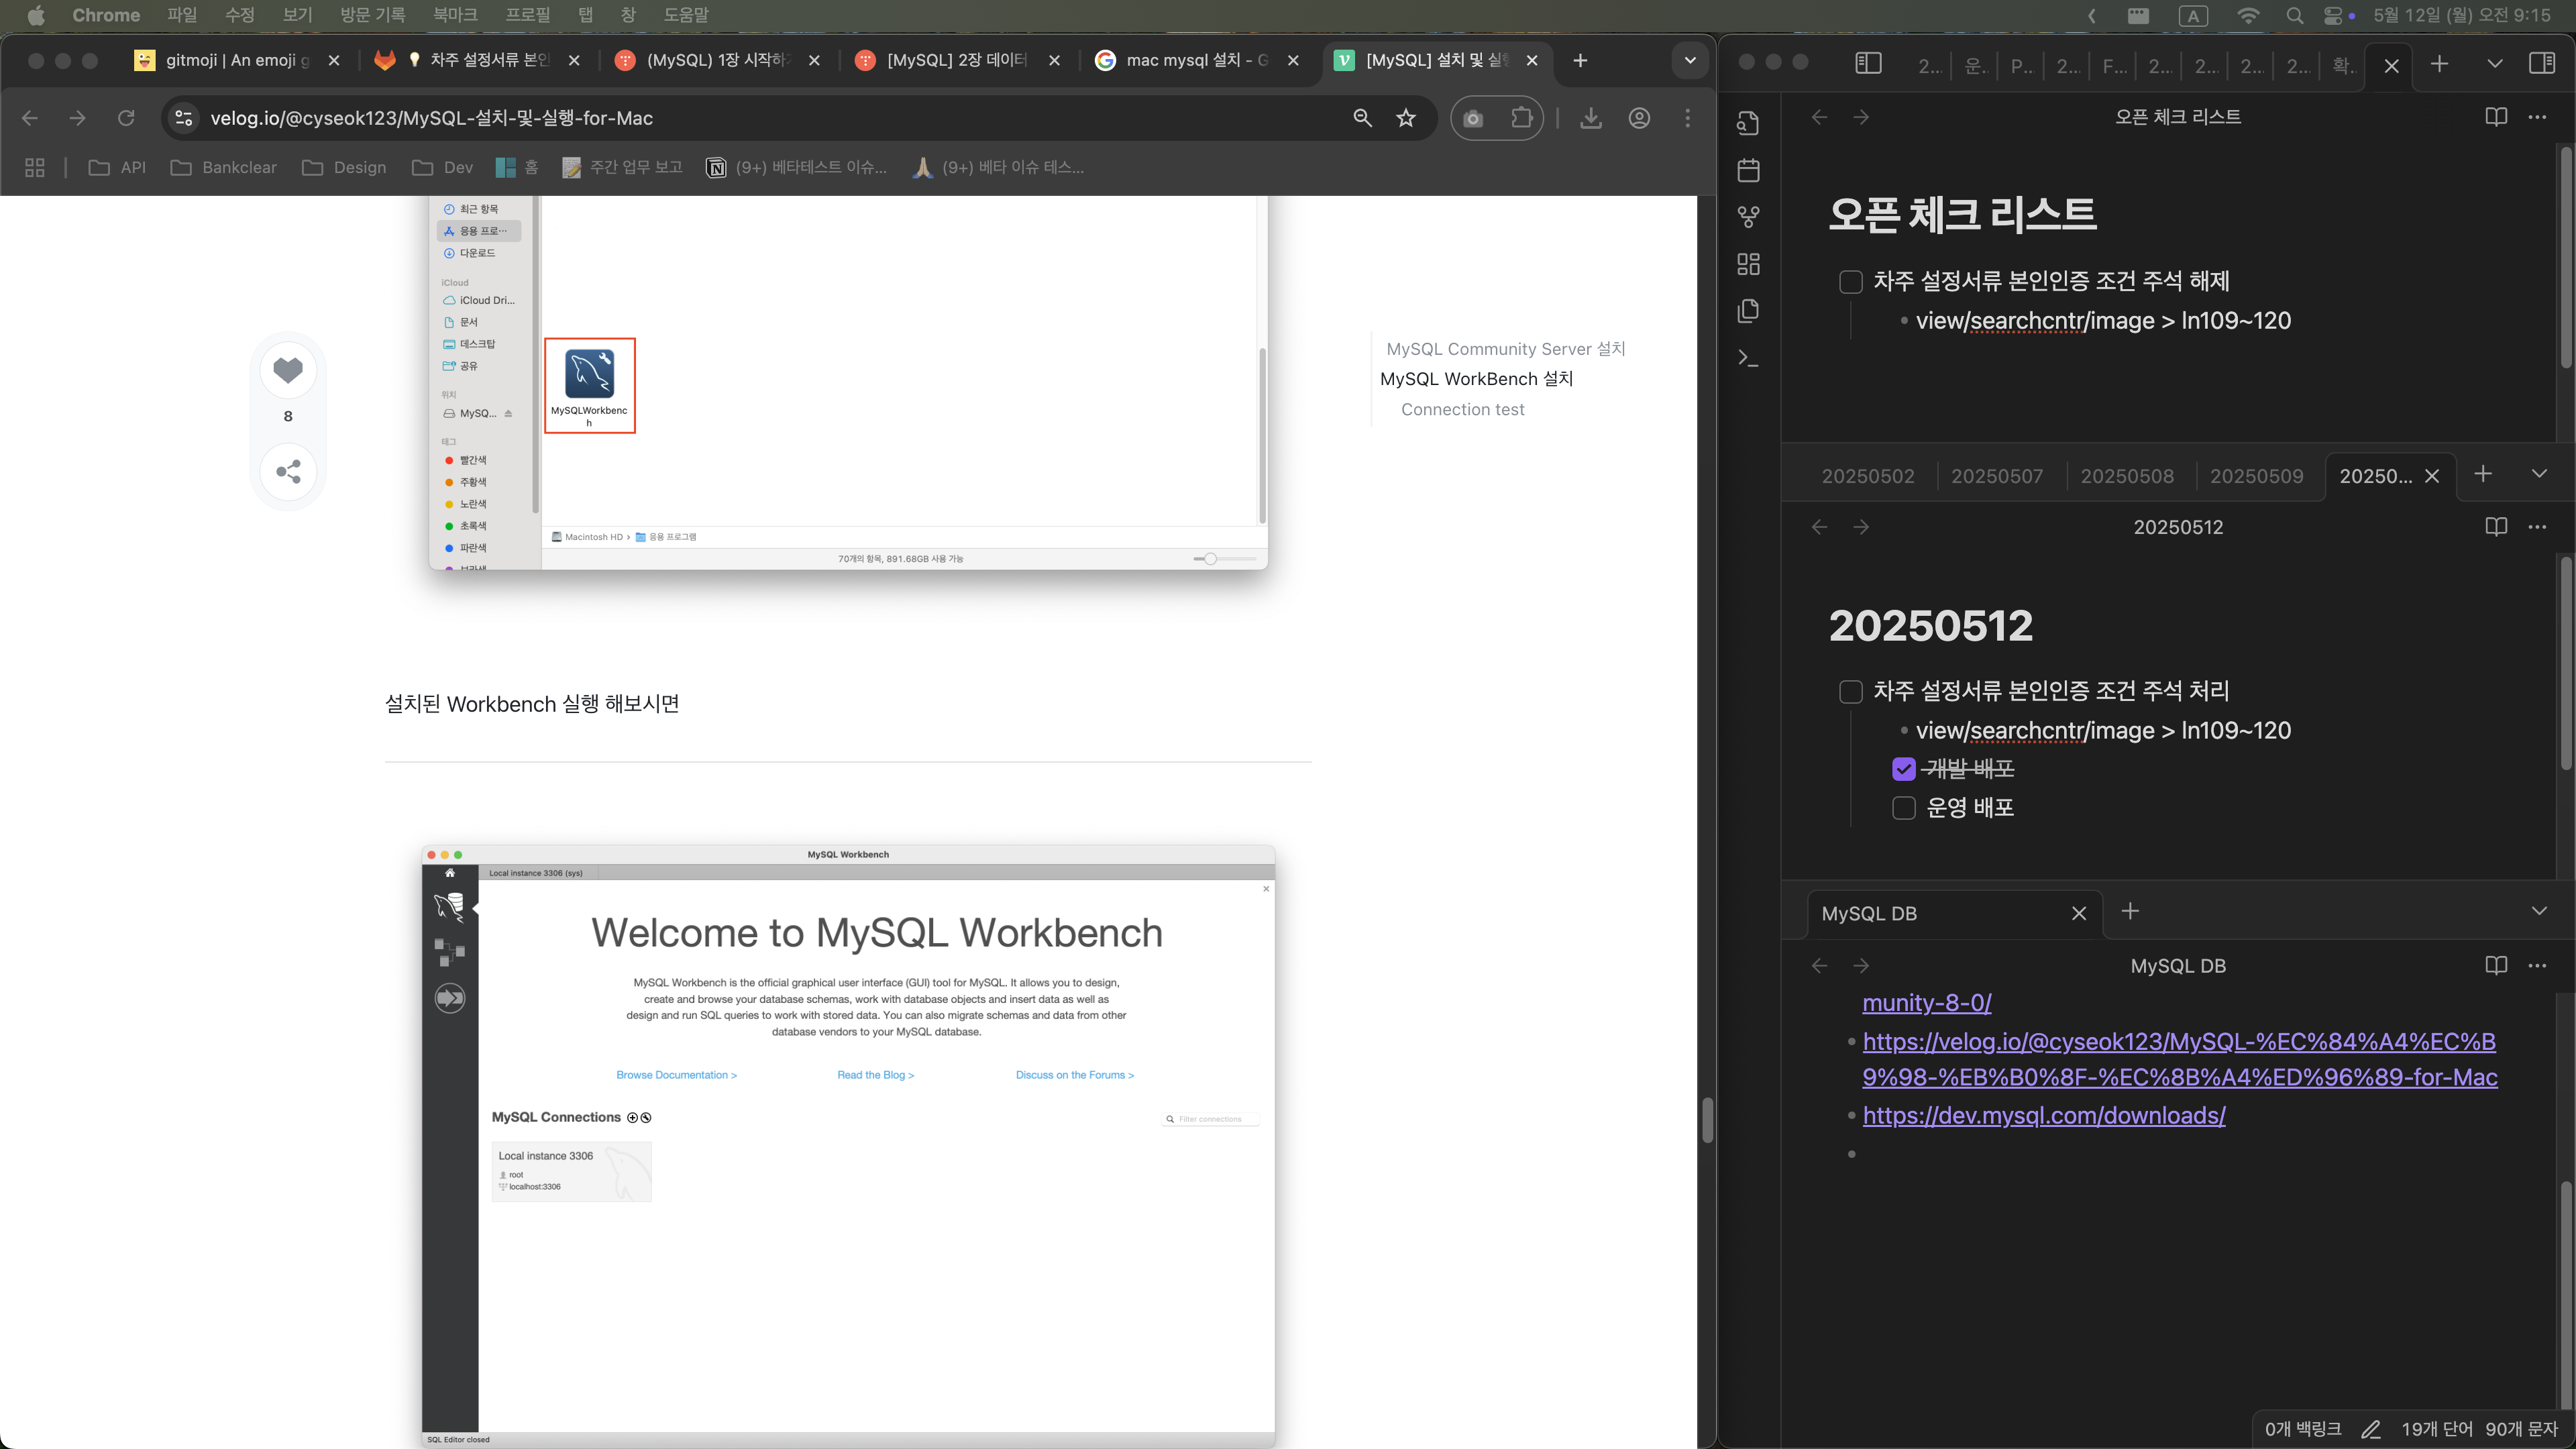 Chrome 파일 수정 보기 방문 기록 북마크 프로필 탭 창 도움말 A 5월 12일 (월) 오전 9:15
gitmoji | An emoji g
차주 설정서류 본인
(MySQL) 1장 시작하
[MySQL] 2장 데이터
mac mysql 설치 - G
[MySQL] 설치 및 실행
velog.io/@cyseok123/MySQL-설치-및-실행-for-Mac
API Bankclear Design Dev 홈 주간 업무 보고 (9+) 베타테스트 이슈... (9+) 베타 이슈 테스...
최근 항목
응용 프로...
다운로드
iCloud
iCloud Dri...
문서
데스크탑
공유
위치
MySQ...
태그
빨간색
주황색
노란색
초록색
파란색
보라색
MySQLWorkbenc
h
Macintosh HD › 응용 프로그램
70개의 항목, 891.68GB 사용 가능
8
MySQL Community Server 설치
MySQL WorkBench 설치
Connection test
설치된 Workbench 실행 해보시면
MySQL Workbench
Local instance 3306 (sys)
Welcome to MySQL Workbench
MySQL Workbench is the official graphical user interface (GUI) tool for MySQL. It allows you to design,
create and browse your database schemas, work with database objects and insert data as well as
design and run SQL queries to work with stored data. You can also migrate schemas and data from other
database vendors to your MySQL database.
Browse Documentation > Read the Blog > Discuss on the Forums >
MySQL Connections
Filter connections
Local instance 3306
root
localhost:3306
SQL Editor closed
2... 운. P... 2... F... 2... 2... 2... 2... 확.
오픈 체크 리스트
오픈 체크 리스트
차주 설정서류 본인인증 조건 주석 해제
view/searchcntr/image > ln109~120
20250502 20250507 20250508 20250509 20250...
20250512
20250512
차주 설정서류 본인인증 조건 주석 처리
view/searchcntr/image > ln109~120
개발 배포
운영 배포
MySQL DB
MySQL DB
munity-8-0/
https://velog.io/@cyseok123/MySQL-%EC%84%A4%EC%B
9%98-%EB%B0%8F-%EC%8B%A4%ED%96%89-for-Mac
https://dev.mysql.com/downloads/
0개 백링크 19개 단어 90개 문자